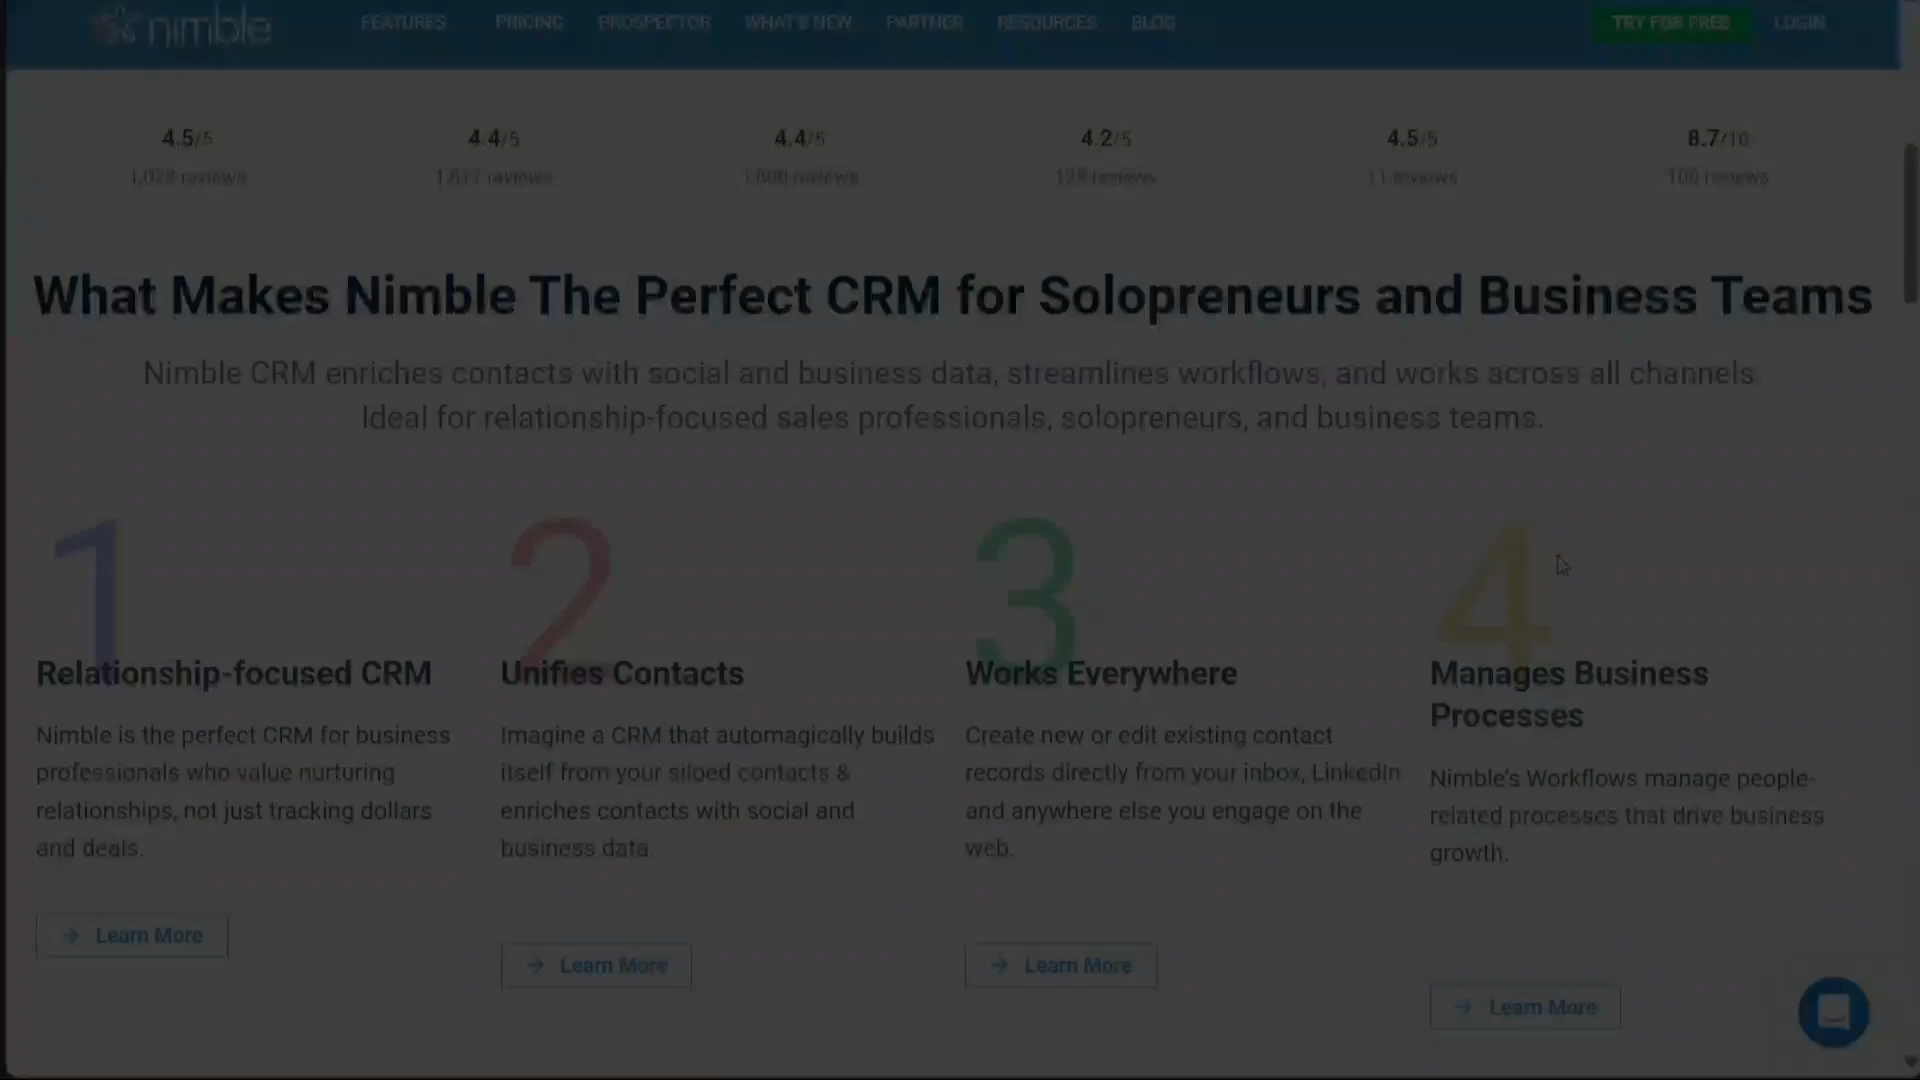 nimble FEATURES PRICING PROSPECTOR WHAT'S NEW PARTNER RESOURCES BLOG TRY FOR FREE LOGIN
4.5/5 4.4/5 4.4/5 4.2/5 4.5/5 8.7/10
reviews reviews reviews reviews 11 reviews 100 reviews
What Makes Nimble The Perfect CRM for Solopreneurs and Business Teams
Nimble CRM enriches contacts with social and business data, streamlines workflows, and works across all channels
Ideal for relationship-focused sales professionals, solopreneurs, and business teams.
1
Relationship-focused CRM
Nimble is the perfect CRM for business
professionals who value nurturing
relationships, not just tracking dollars
and deals.
Learn More
2
Unifies Contacts
Imagine a CRM that automagically builds
itself from your siloed contacts &
enriches contacts with social and
business data.
Learn More
3
Works Everywhere
Create new or edit existing contact
records directly from your inbox, LinkedIn
and anywhere else you engage on the
web.
Learn More
4
Manages Business
Processes
Nimble's Workflows manage people-
related processes that drive business
growth.
Learn More